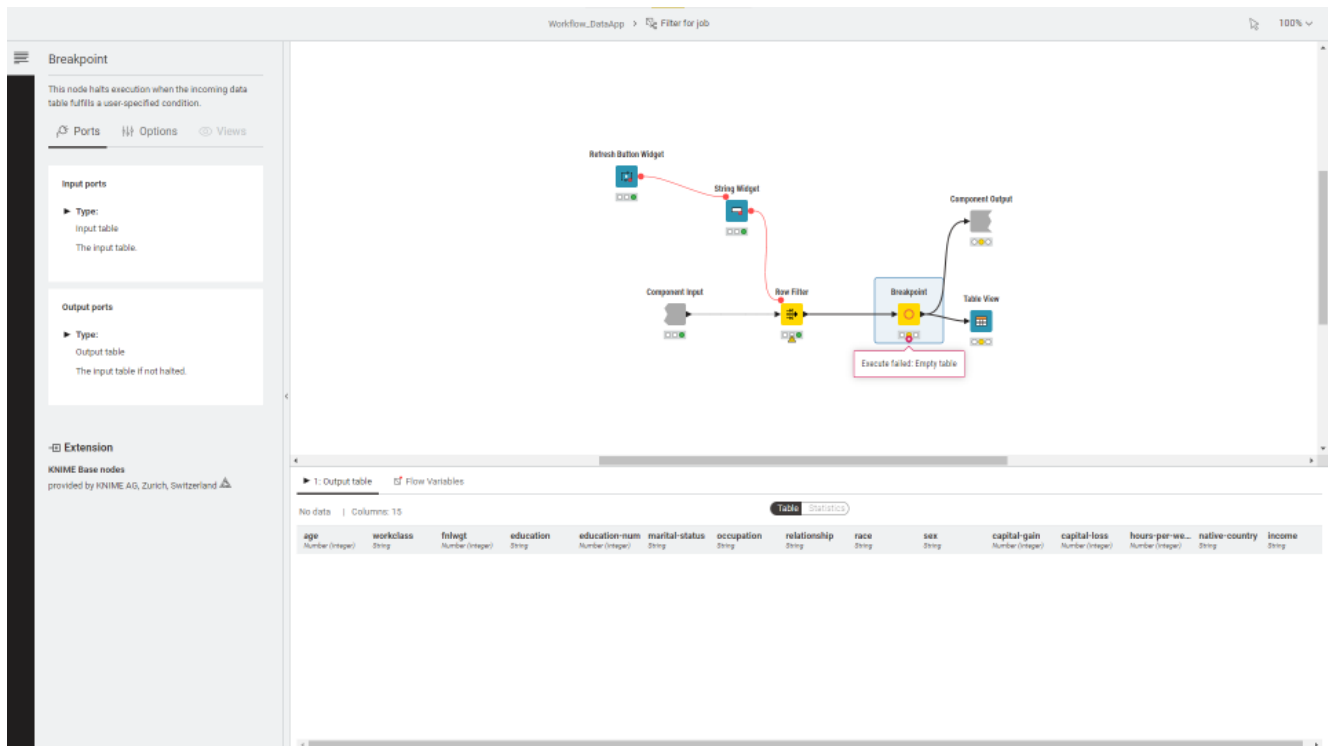 Workflow_DataApp > Filter for job
100%
Breakpoint
This node halts execution when the incoming data
table fulfills a user-specified condition.
Ports Options Views
Input ports
Type:
Input table
The input table.
Output ports
Type:
Output table
The input table if not halted.
Extension
KNIME Base nodes
provided by KNIME AG, Zurich, Switzerland
Refresh Button Widget
String Widget
Component Output
Component Input
Row Filter
Breakpoint
Table View
Execute failed: Empty table
1: Output table Flow Variables
No data | Columns: 15
Table Statistics
age workclass fnlwgt education education-num marital-status occupation relationship race sex capital-gain capital-loss hours-per-we... native-country income
Number (integer) String Number (integer) String Number (integer) String String String String String Number (integer) Number (integer) Number (integer) String String